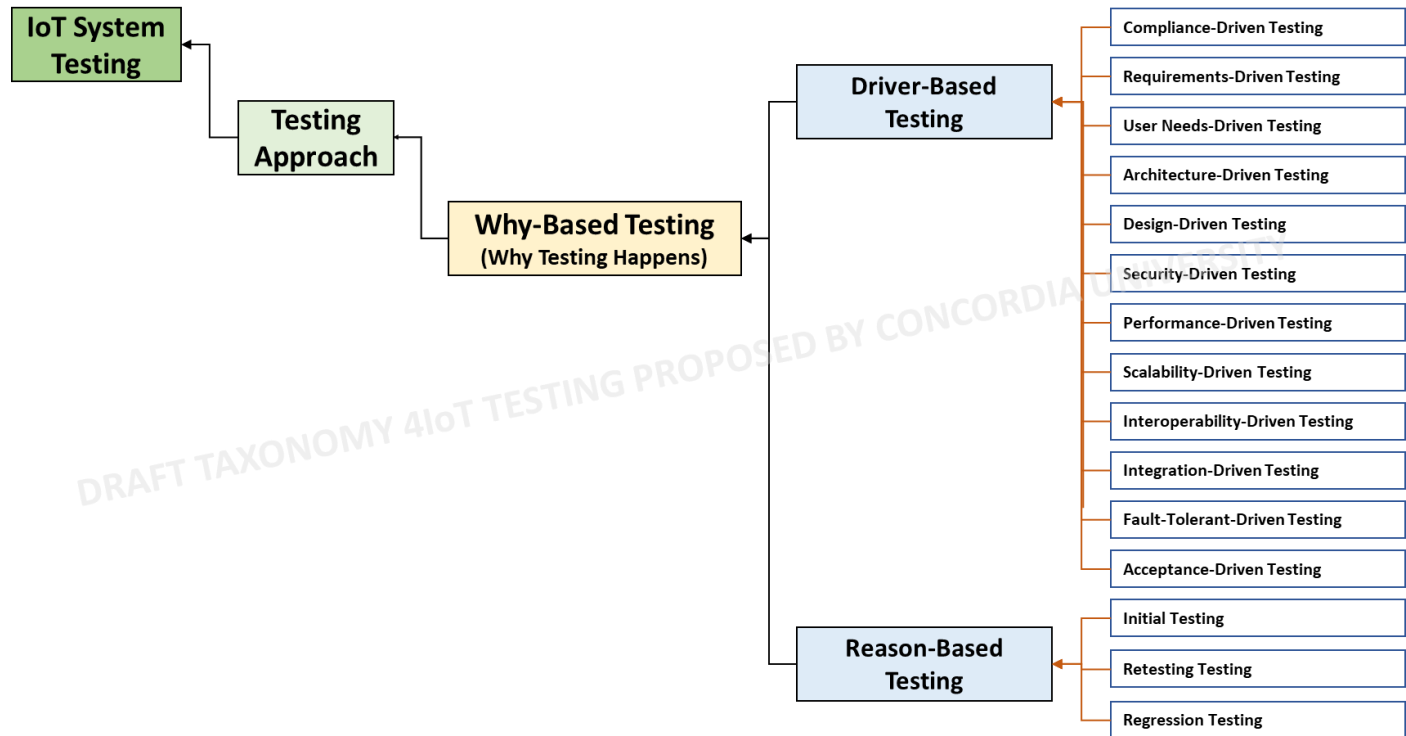 IoT System
Testing
Testing
Approach
Why-Based Testing
(Why Testing Happens)
Driver-Based
Testing
Compliance-Driven Testing
Requirements-Driven Testing
User Needs-Driven Testing
Architecture-Driven Testing
Design-Driven Testing
Security-Driven Testing
Performance-Driven Testing
Scalability-Driven Testing
Interoperability-Driven Testing
Integration-Driven Testing
Fault-Tolerant-Driven Testing
Acceptance-Driven Testing
Reason-Based
Testing
Initial Testing
Retesting Testing
Regression Testing
DRAFT TAXONOMY 4IoT TESTING PROPOSED BY CONCORDIA UNIVERSITY